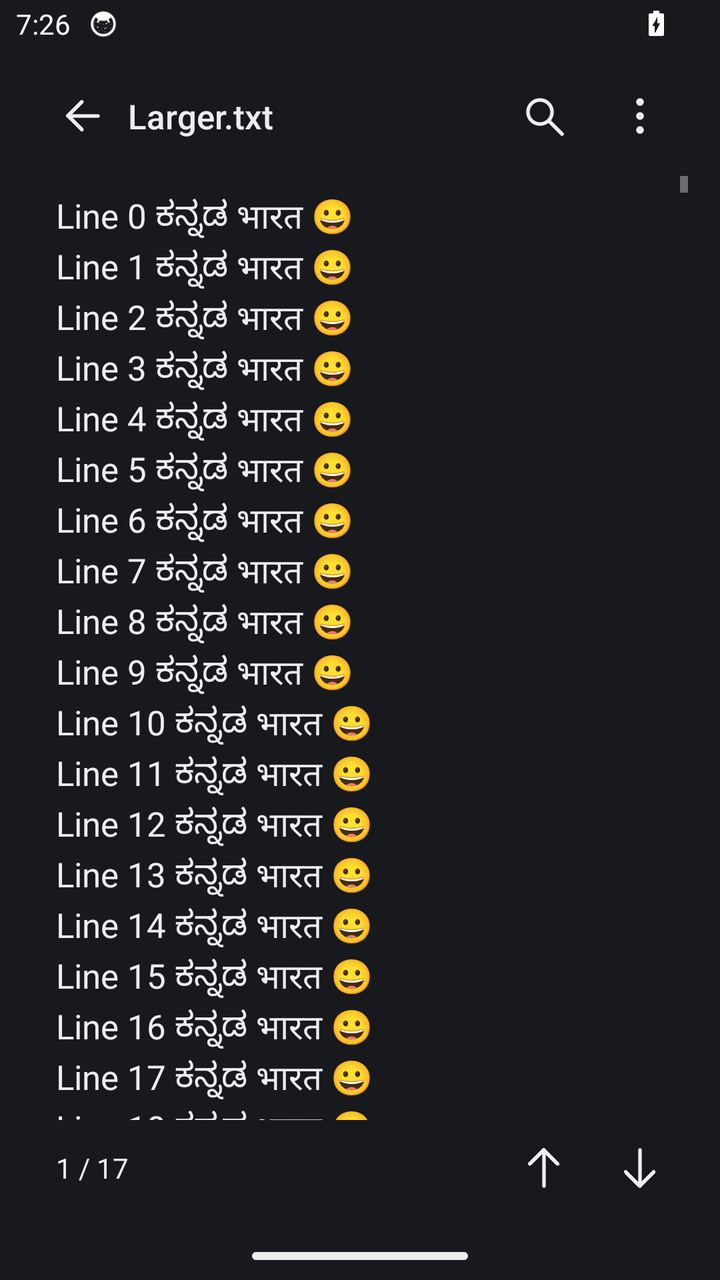 7:26
Larger.txt
Line 0 ಕನ್ನಡ भारत 😀
Line 1 ಕನ್ನಡ भारत 😀
Line 2 ಕನ್ನಡ भारत 😀
Line 3 ಕನ್ನಡ भारत 😀
Line 4 ಕನ್ನಡ भारत 😀
Line 5 ಕನ್ನಡ भारत 😀
Line 6 ಕನ್ನಡ भारत 😀
Line 7 ಕನ್ನಡ भारत 😀
Line 8 ಕನ್ನಡ भारत 😀
Line 9 ಕನ್ನಡ भारत 😀
Line 10 ಕನ್ನಡ भारत 😀
Line 11 ಕನ್ನಡ भारत 😀
Line 12 ಕನ್ನಡ भारत 😀
Line 13 ಕನ್ನಡ भारत 😀
Line 14 ಕನ್ನಡ भारत 😀
Line 15 ಕನ್ನಡ भारत 😀
Line 16 ಕನ್ನಡ भारत 😀
Line 17 ಕನ್ನಡ भारत 😀
1 / 17